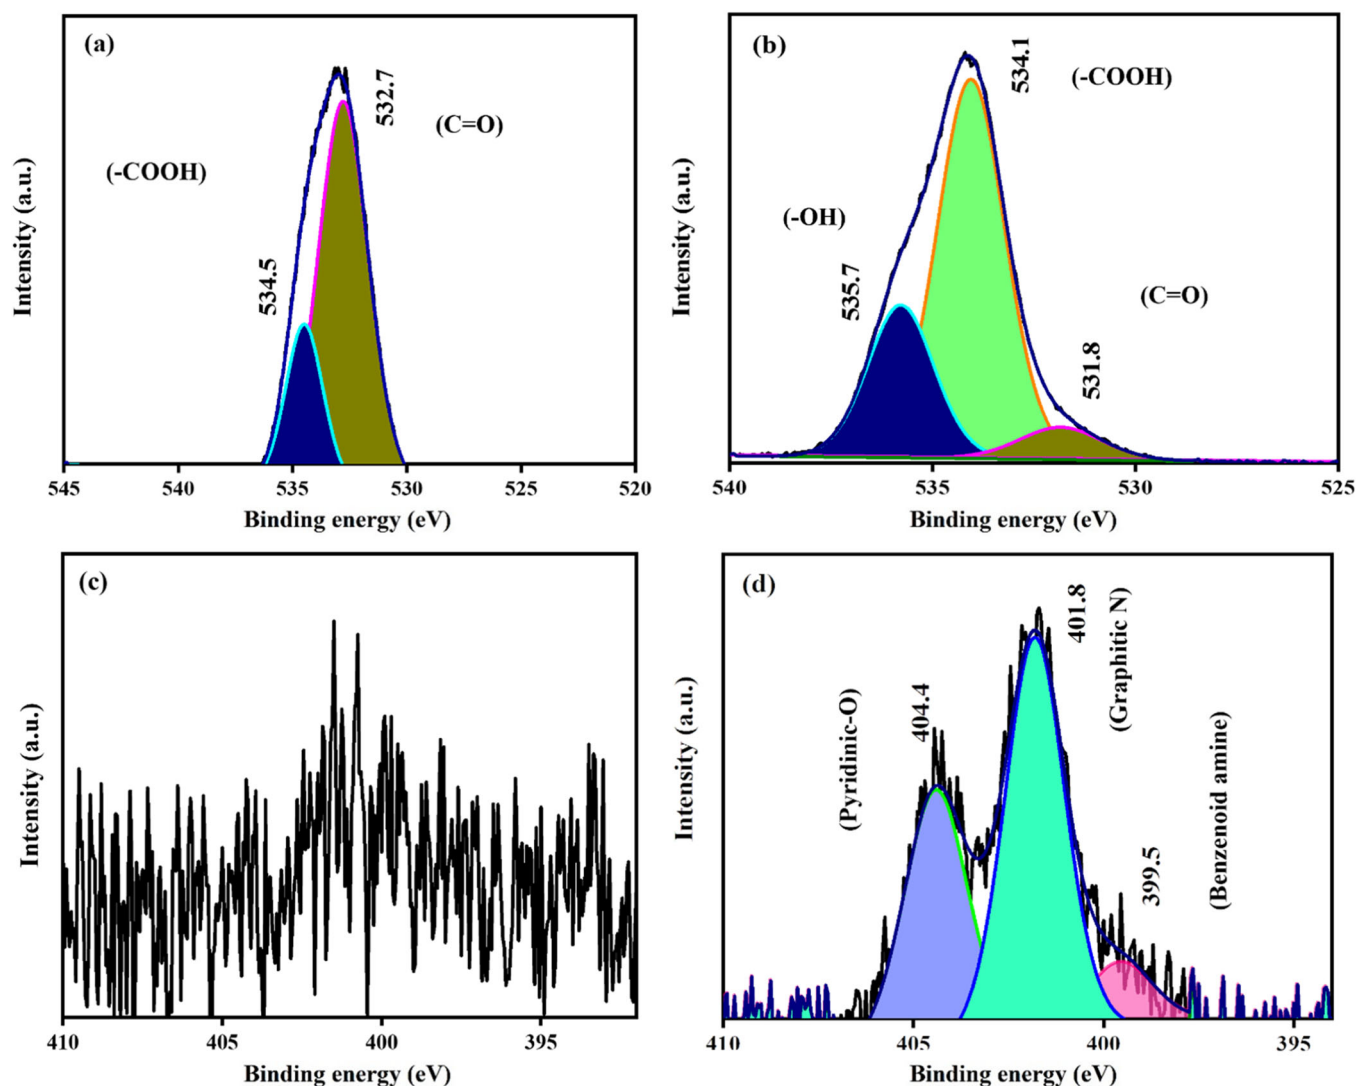 (a)
532.7
(C=O)
(-COOH)
534.5
Intensity (a.u.)
545
540
535
530
525
520
Binding energy (eV)
(b)
534.1
(-COOH)
(-OH)
535.7
(C=O)
531.8
Intensity (a.u.)
540
535
530
525
Binding energy (eV)
(c)
Intensity (a.u.)
410
405
400
395
Binding energy (eV)
(d)
401.8
(Graphitic N)
404.4
(Pyridinic-O)
399.5
(Benzenoid amine)
Intensity (a.u.)
410
405
400
395
Binding energy (eV)